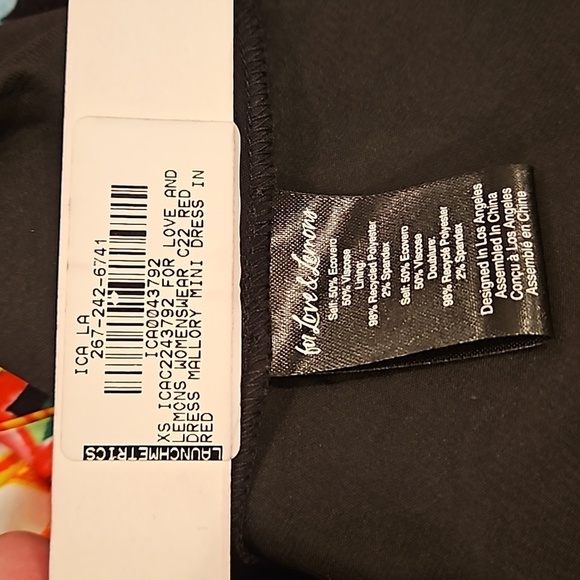 ICA LA
267-242-6741
ICA0043792
XS ICAC2243792 FOR LOVE AND
LEMONS WOMENSWEAR C22 RED
DRESS MALLORY MINI DRESS IN
RED
LAUNCHMETRICS
for Love & Lemons
Self: 50% Ecovero
50% Viscose
Lining:
98% Recycled Polyester
2% Spandex
Self: 50% Ecovero
50% Viscose
Doublure:
98% Recyclé Polyester
2% Spandex
Designed In Los Angeles
Assembled In China
Conçu à Los Angeles
Assemblé en Chine